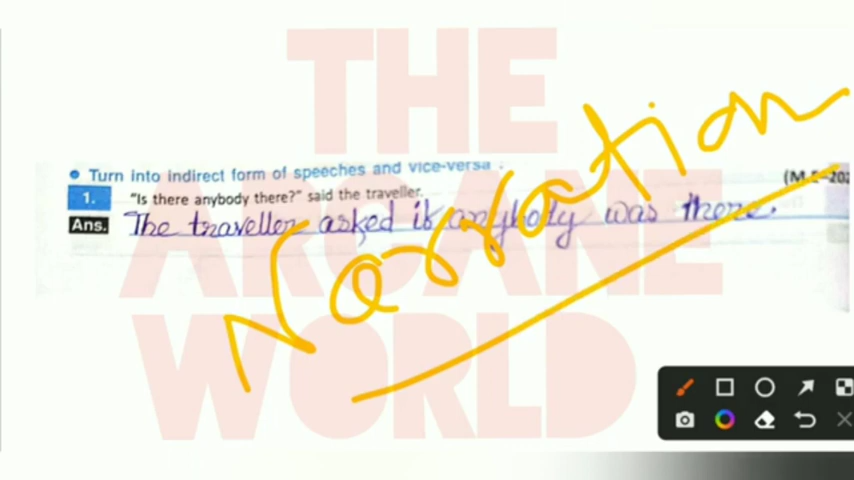 THE
ARCANE
WORLD
Turn into indirect form of speeches and vice-versa :
1. "Is there anybody there?" said the traveller.
Ans. The traveller asked if anybody was there.
Narration